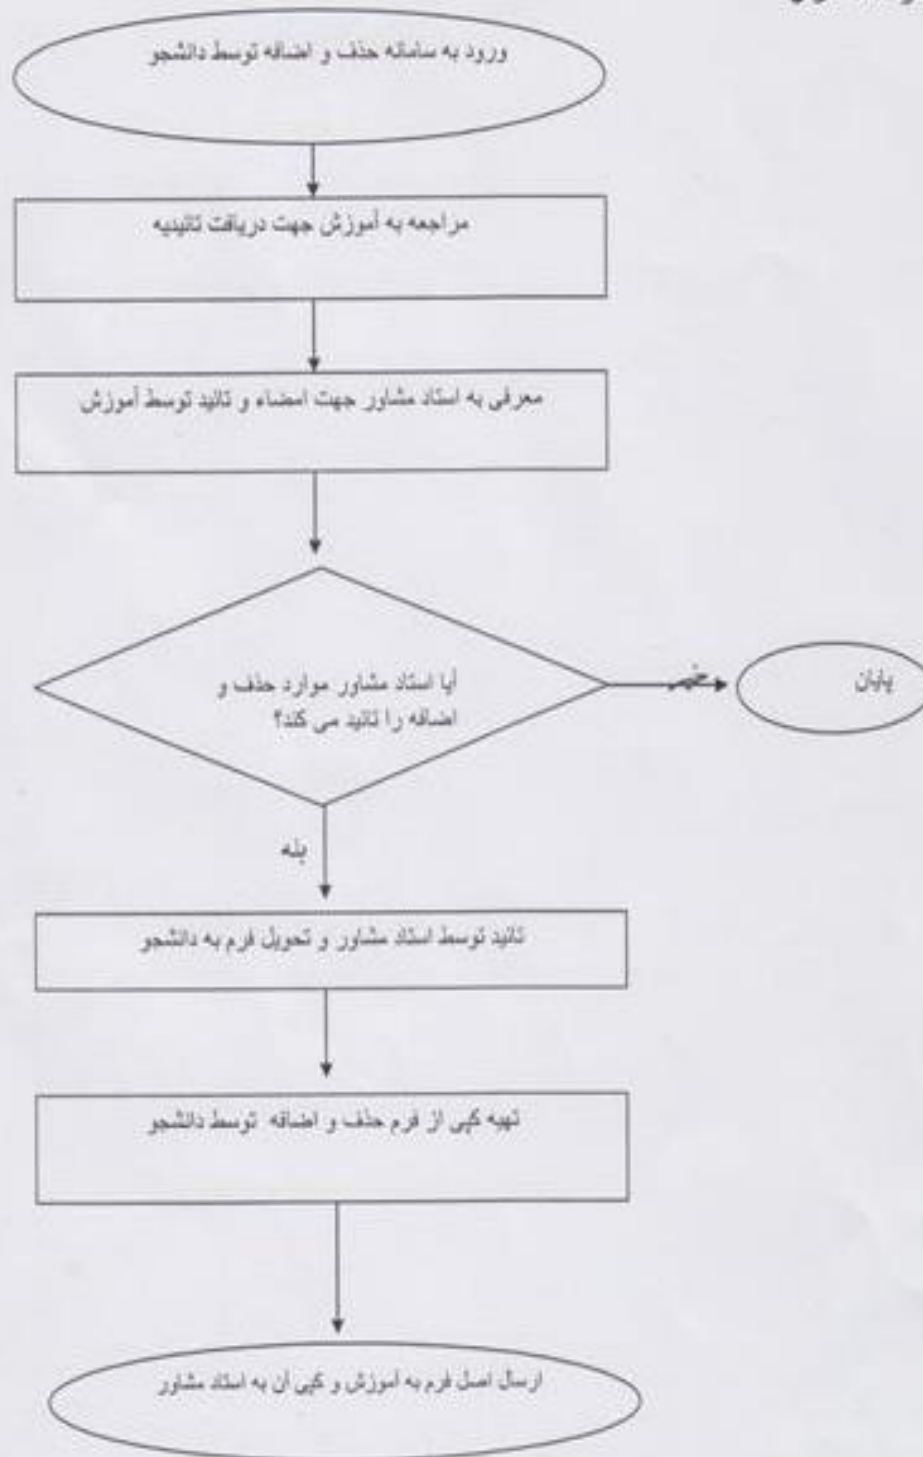 ورود به سامانه حذف و اضافه توسط دانشجو
مراجعه به آموزش جهت دریافت تائیدیه
معرفی به استاد مشاور جهت امضاء و تائید توسط آموزش
آیا استاد مشاور موارد حذف و
اضافه را تائید می کند؟
خیر
پایان
بله
تائید توسط استاد مشاور و تحویل فرم به دانشجو
تهیه کپی از فرم حذف و اضافه توسط دانشجو
ارسال اصل فرم به آموزش و کپی آن به استاد مشاور